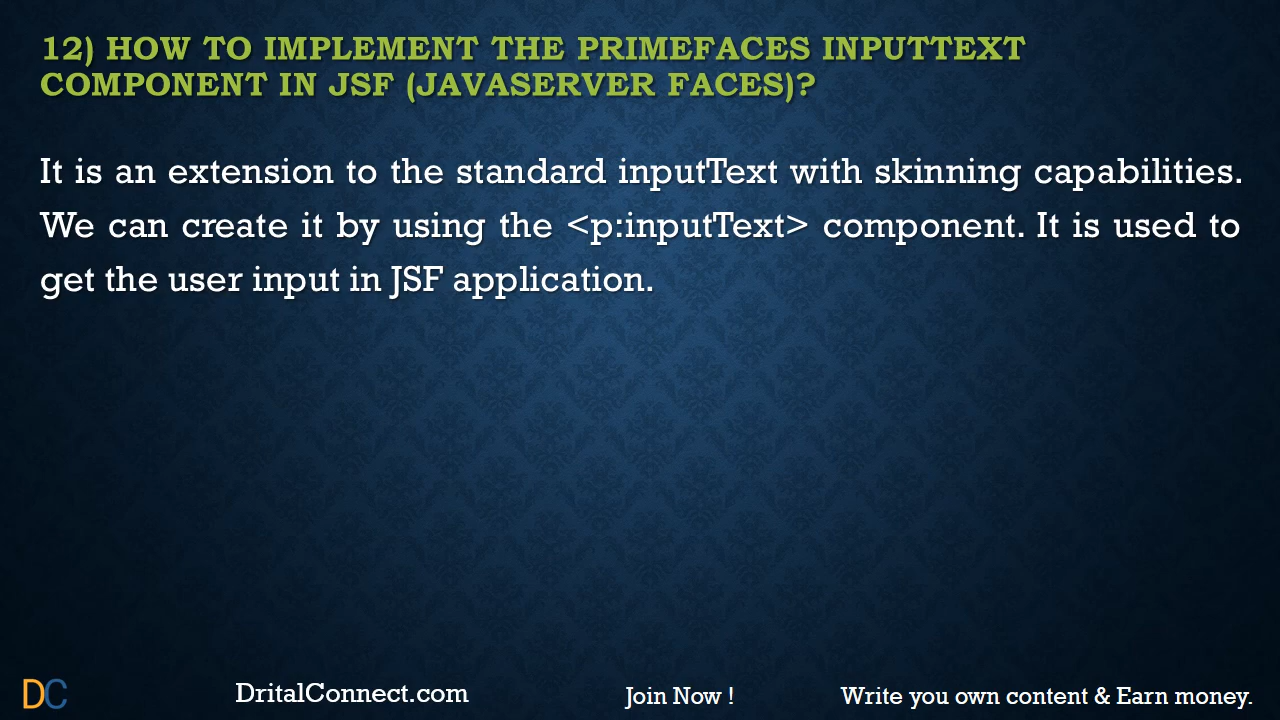 12) HOW TO IMPLEMENT THE PRIMEFACES INPUTTEXT
COMPONENT IN JSF (JAVASERVER FACES)?
It is an extension to the standard inputText with skinning capabilities.
We can create it by using the <p:inputText> component. It is used to
get the user input in JSF application.
DC
DritalConnect.com
Join Now !
Write you own content & Earn money.